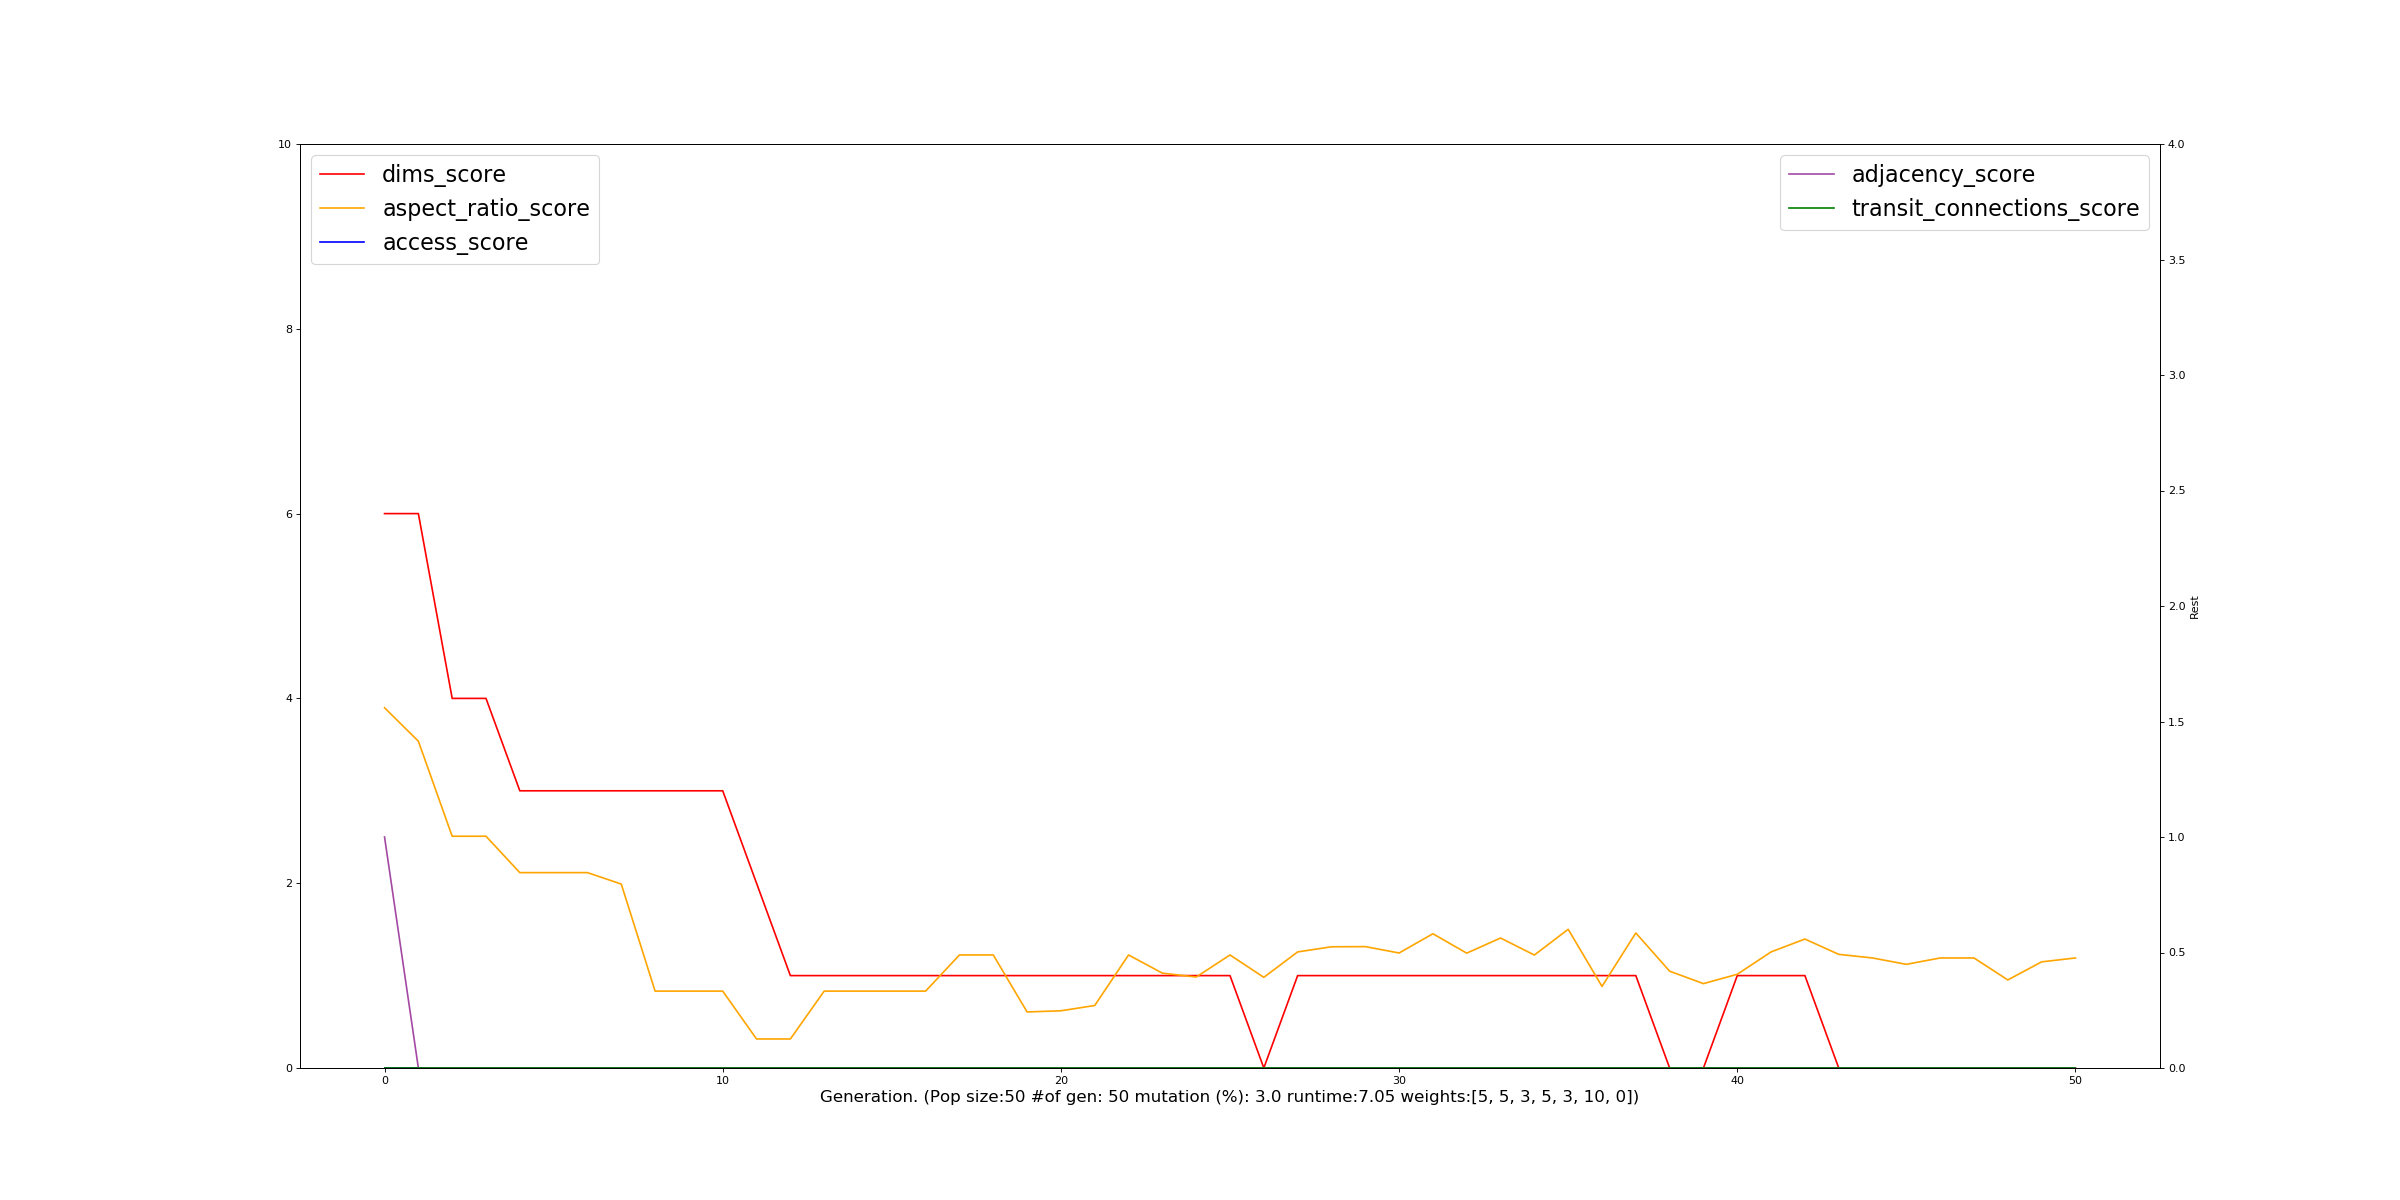 10
8
6
4
2
0
dims_score
aspect_ratio_score
access_score
adjacency_score
transit_connections_score
4.0
3.5
3.0
2.5
2.0
1.5
1.0
0.5
0.0
Rest
0 10 20 30 40 50
Generation. (Pop size:50 #of gen: 50 mutation (%): 3.0 runtime:7.05 weights:[5, 5, 3, 5, 3, 10, 0])